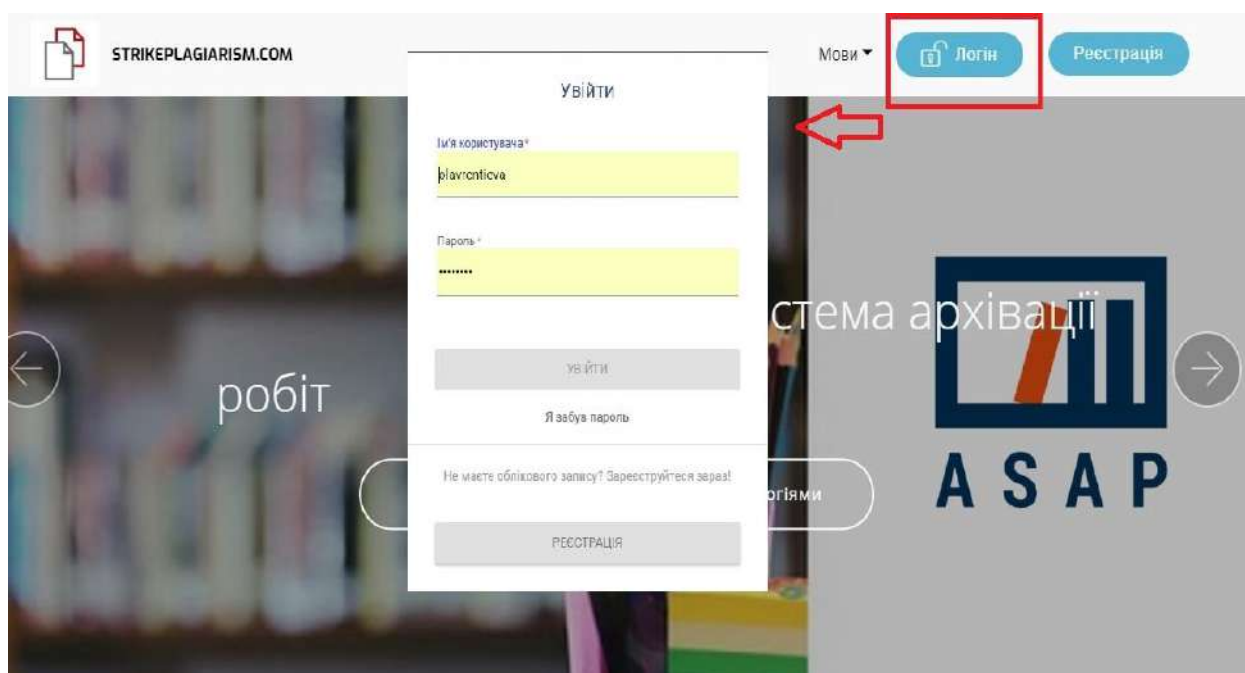 STRIKEPLAGIARISM.COM
Мови
Логін
Реєстрація
Увійти
Ім'я користувача*
elavrentieva
Пароль*
••••••••
стема архівації
робіт
УВІЙТИ
Я забув пароль
Не маєте облікового запису? Зареєструйтеся зараз!
огіями
РЕЄСТРАЦІЯ
ASAP